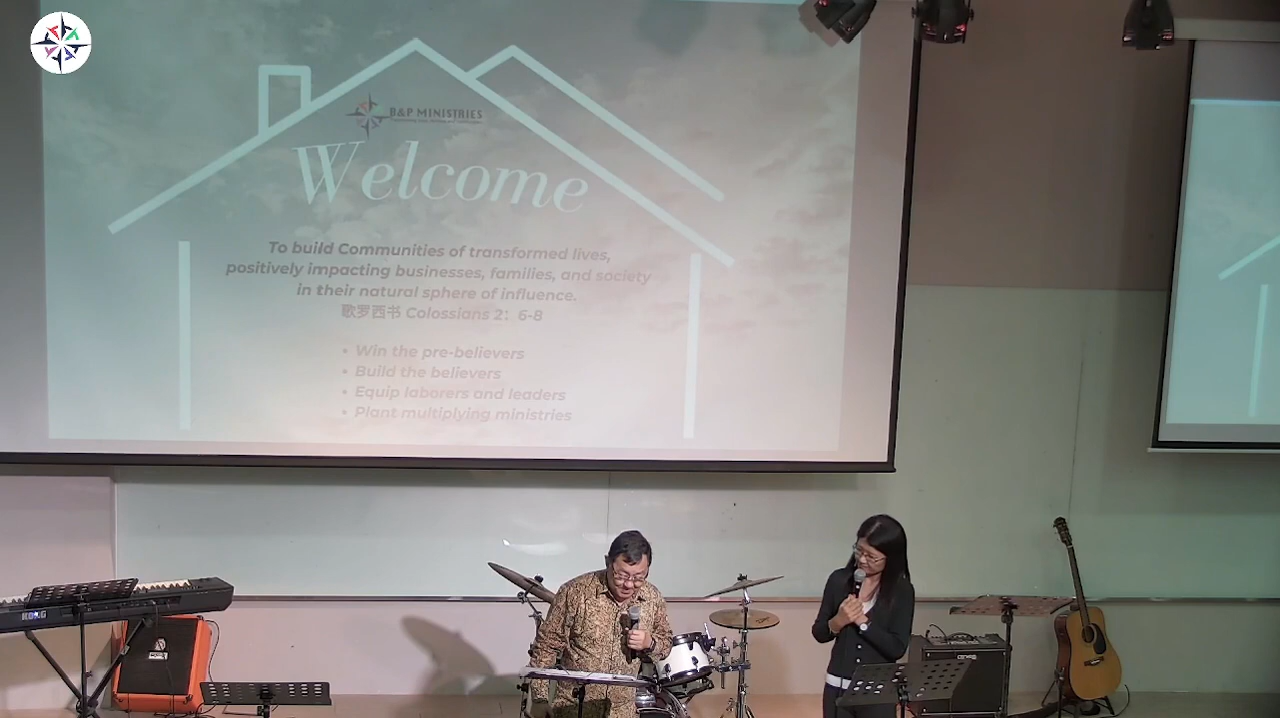 B&P MINISTRIES
Welcome
To build Communities of transformed lives,
positively impacting businesses, families, and society
in their natural sphere of influence.
歌罗西书 Colossians 2：6-8
• Win the pre-believers
• Build the believers
• Equip laborers and leaders
• Plant multiplying ministries
KORG